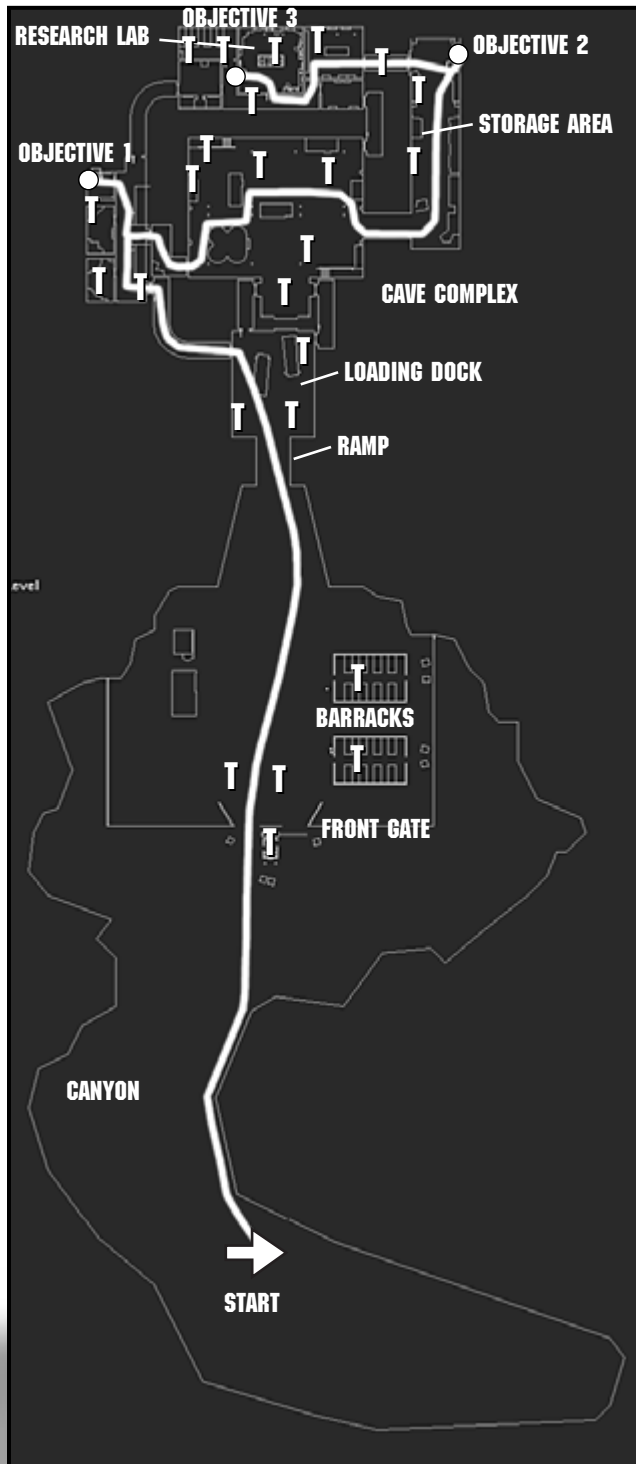 OBJECTIVE 3
RESEARCH LAB
T T T T
OBJECTIVE 2
T
T
T
STORAGE AREA
OBJECTIVE 1
T T T T
T
T
T
T T T
CAVE COMPLEX
T
LOADING DOCK
T T
RAMP
evel
T
BARRACKS
T
T T
FRONT GATE
T
CANYON
START